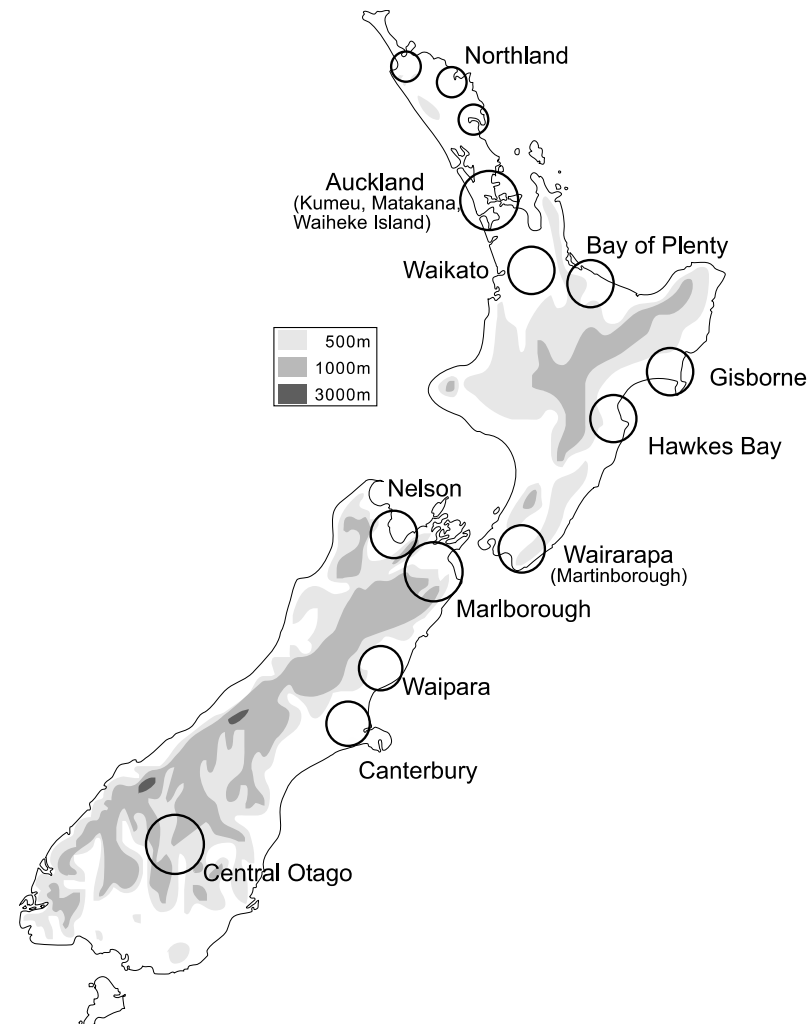 Northland
Auckland
(Kumeu, Matakana,
Waiheke Island)
Bay of Plenty
Waikato
500m
1000m
3000m
Gisborne
Hawkes Bay
Nelson
Wairarapa
(Martinborough)
Marlborough
Waipara
Canterbury
Central Otago